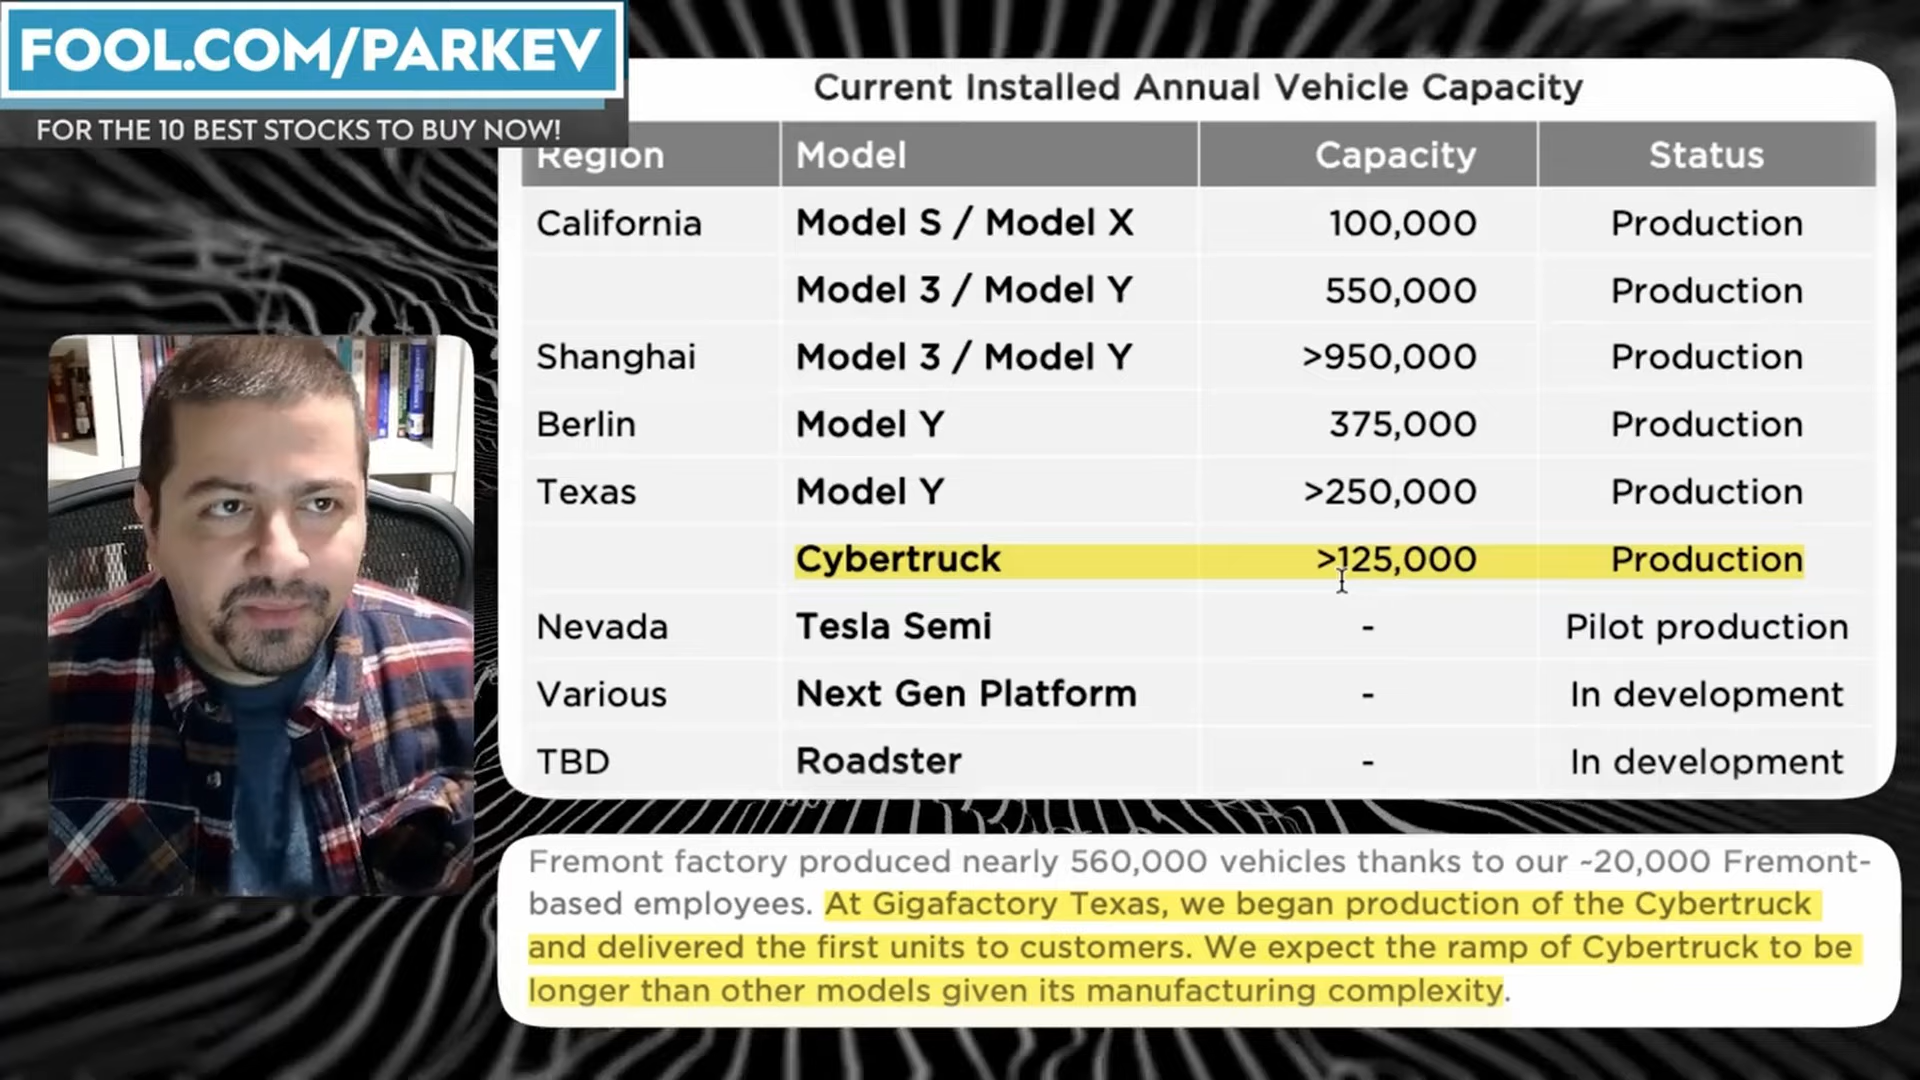 FOOL.COM/PARKEV
FOR THE 10 BEST STOCKS TO BUY NOW!
Current Installed Annual Vehicle Capacity
Region Model Capacity Status
California Model S / Model X 100,000 Production
Model 3 / Model Y 550,000 Production
Shanghai Model 3 / Model Y >950,000 Production
Berlin Model Y 375,000 Production
Texas Model Y >250,000 Production
Cybertruck >125,000 Production
Nevada Tesla Semi - Pilot production
Various Next Gen Platform - In development
TBD Roadster - In development
Fremont factory produced nearly 560,000 vehicles thanks to our ~20,000 Fremont-
based employees. At Gigafactory Texas, we began production of the Cybertruck
and delivered the first units to customers. We expect the ramp of Cybertruck to be
longer than other models given its manufacturing complexity.